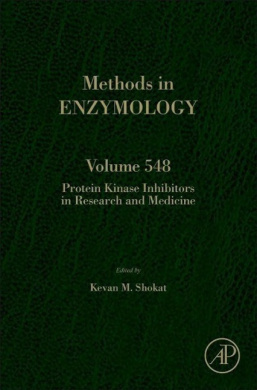 Methods in
ENZYMOLOGY
Volume 548
Protein Kinase Inhibitors
in Research and Medicine
Edited by
Kevan M. Shokat
AP